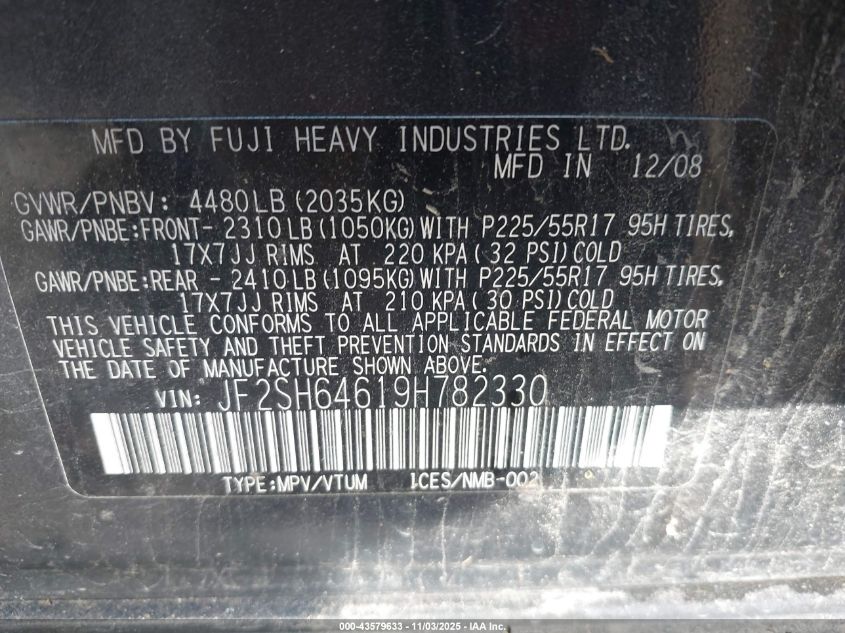 MFD BY FUJI HEAVY INDUSTRIES LTD.
MFD IN 12/08
GVWR/PNBV: 4480LB(2035KG)
GAWR/PNBE:FRONT- 2310LB(1050KG)WITH P225/55R17 95H TIRES,
17X7JJ RIMS AT 220 KPA(32 PSI)COLD
GAWR/PNBE:REAR - 2410LB(1095KG)WITH P225/55R17 95H TIRES,
17X7JJ RIMS AT 210 KPA(30 PSI)COLD
THIS VEHICLE CONFORMS TO ALL APPLICABLE FEDERAL MOTOR
VEHICLE SAFETY AND THEFT PREVENTION STANDARDS IN EFFECT ON
THE DATE OF MANUFACTURE SHOWN ABOVE.
VIN: JF2SH64619H782330
TYPE:MPV/VTUM ICES/NMB-002
000-43579633 - 11/03/2025 - IAA Inc.